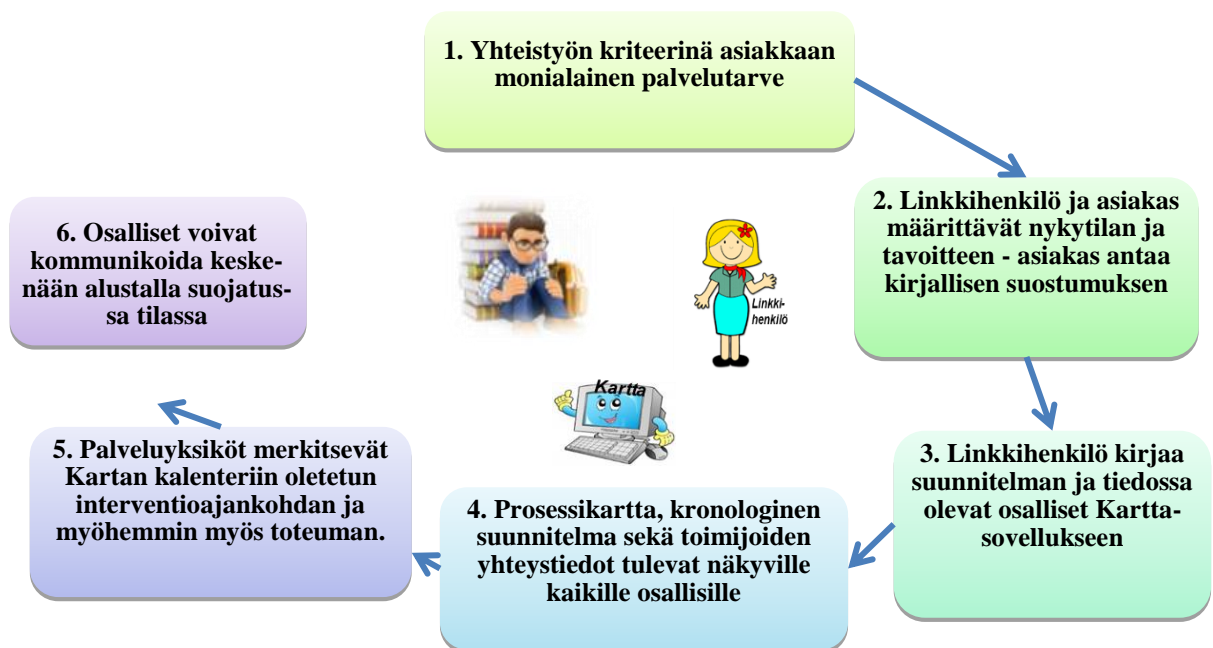 1. Yhteistyön kriteerinä asiakkaan
monialainen palvelutarve
2. Linkkihenkilö ja asiakas
määrittävät nykytilan ja
tavoitteen - asiakas antaa
kirjallisen suostumuksen
3. Linkkihenkilö kirjaa
suunnitelman ja tiedossa
olevat osalliset Kartta-
sovellukseen
4. Prosessikartta, kronologinen
suunnitelma sekä toimijoiden
yhteystiedot tulevat näkyville
kaikille osallisille
5. Palveluyksiköt merkitsevät
Kartan kalenteriin oletetun
interventioajankohdan ja
myöhemmin myös toteuman.
6. Osalliset voivat
kommunikoida keske-
nään alustalla suojatus-
sa tilassa
Linkki-
henkilö
Kartta